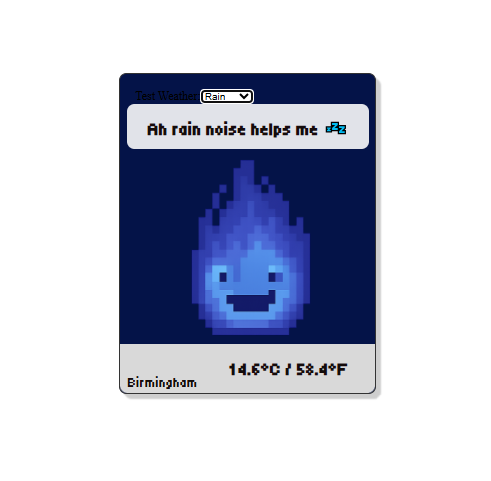 Test Weather
Rain
Ah rain noise helps me 💤
14.6°C / 58.4°F
Birmingham